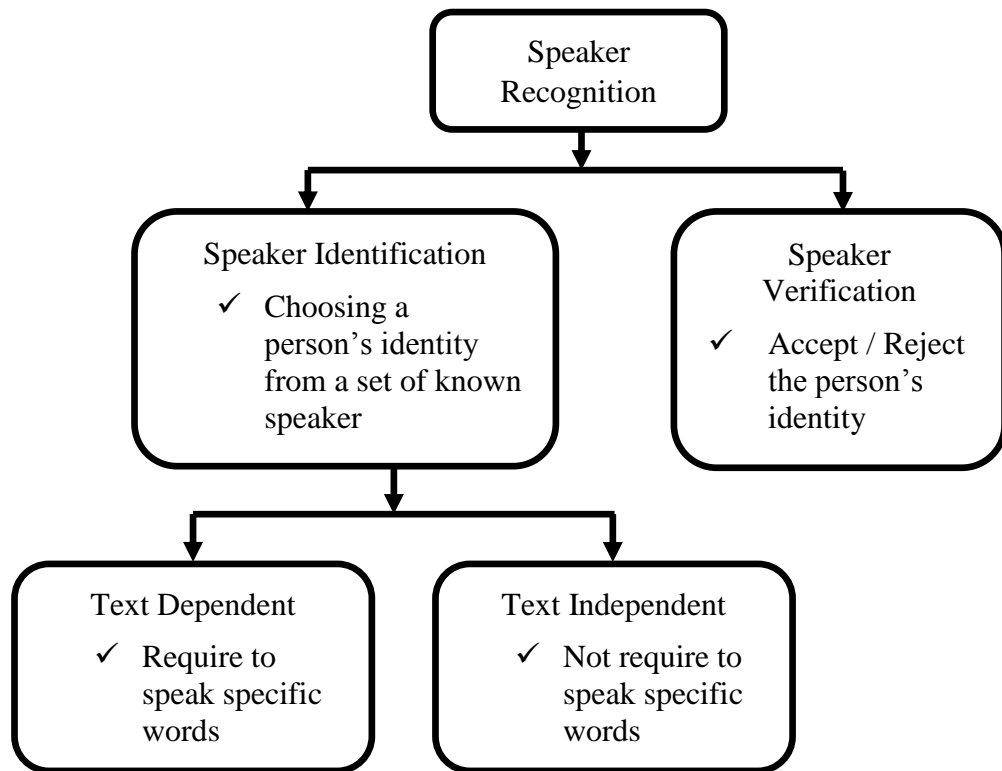 Speaker
Recognition
Speaker Identification
✓ Choosing a
person’s identity
from a set of known
speaker
Speaker
Verification
✓ Accept / Reject
the person’s
identity
Text Dependent
✓ Require to
speak specific
words
Text Independent
✓ Not require to
speak specific
words